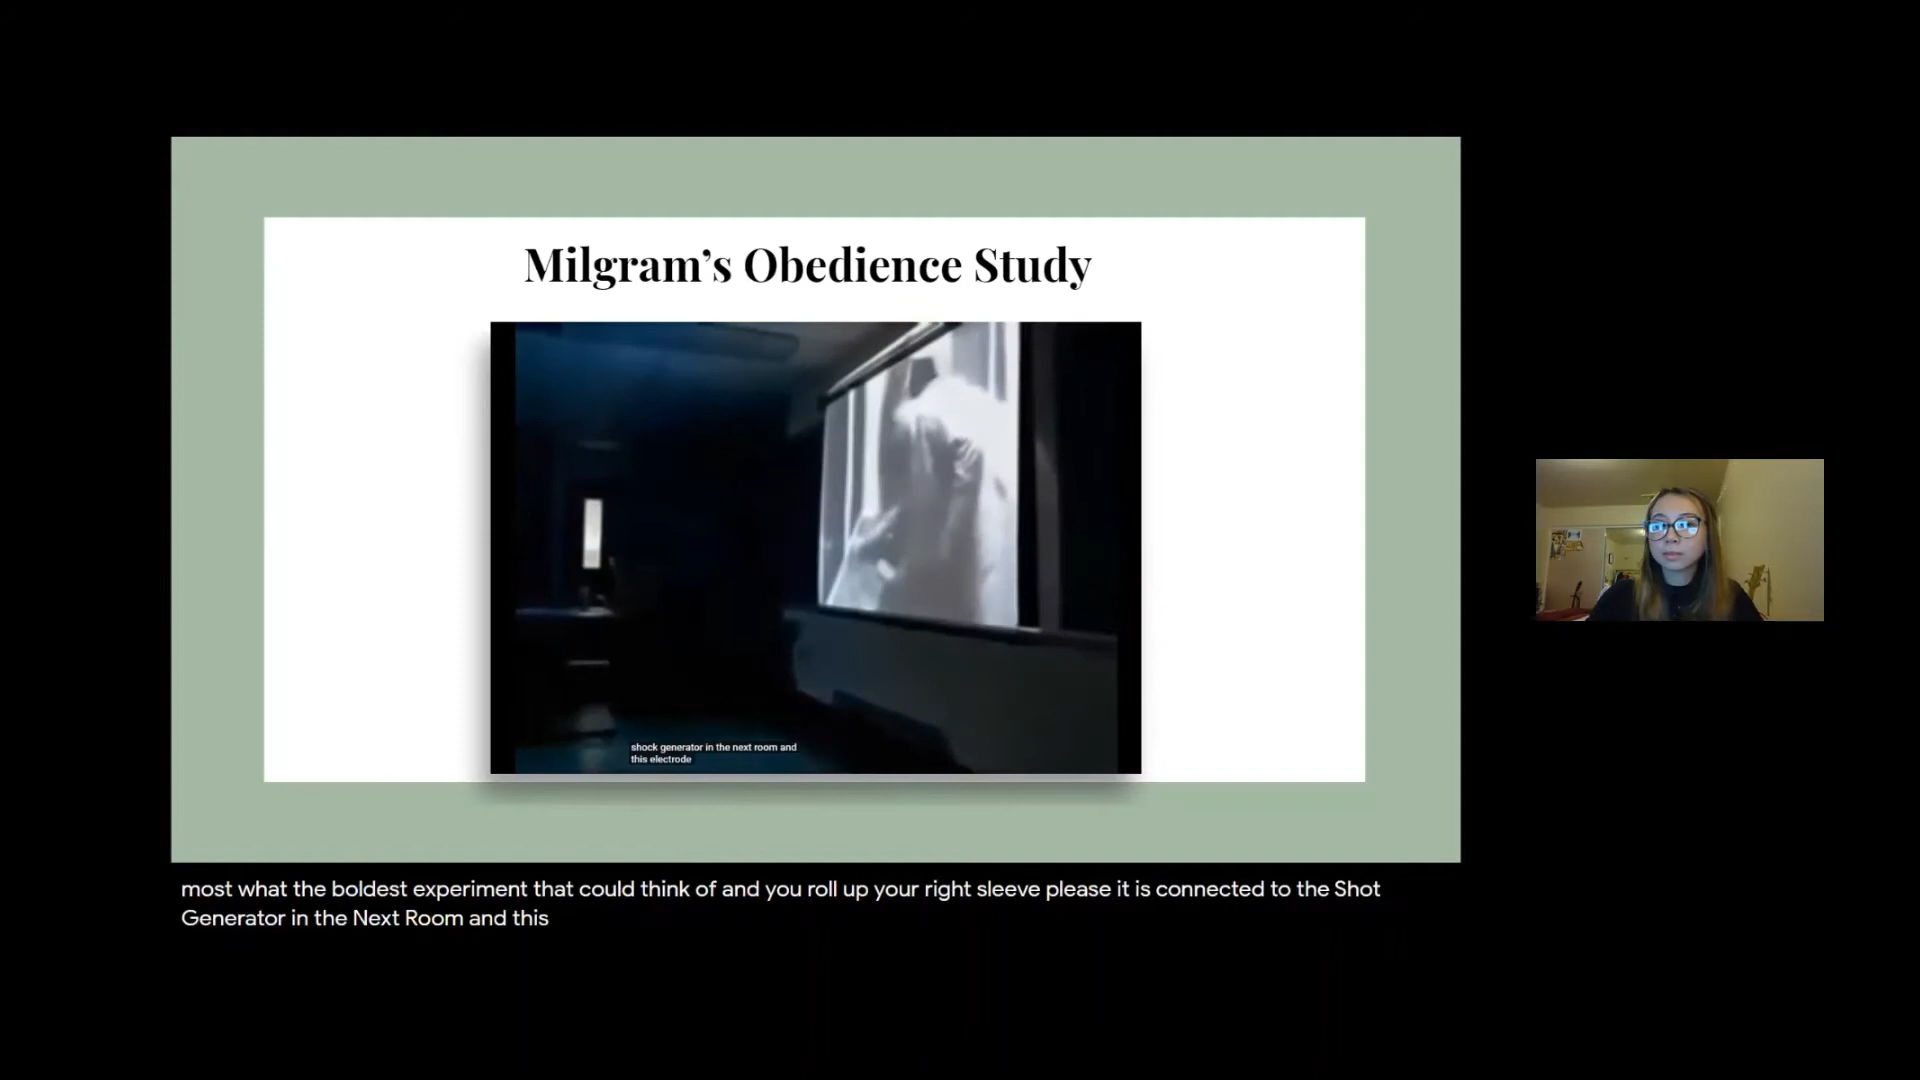 Milgram’s Obedience Study
shock generator in the next room and
this electrode
most what the boldest experiment that could think of and you roll up your right sleeve please it is connected to the Shot
Generator in the Next Room and this